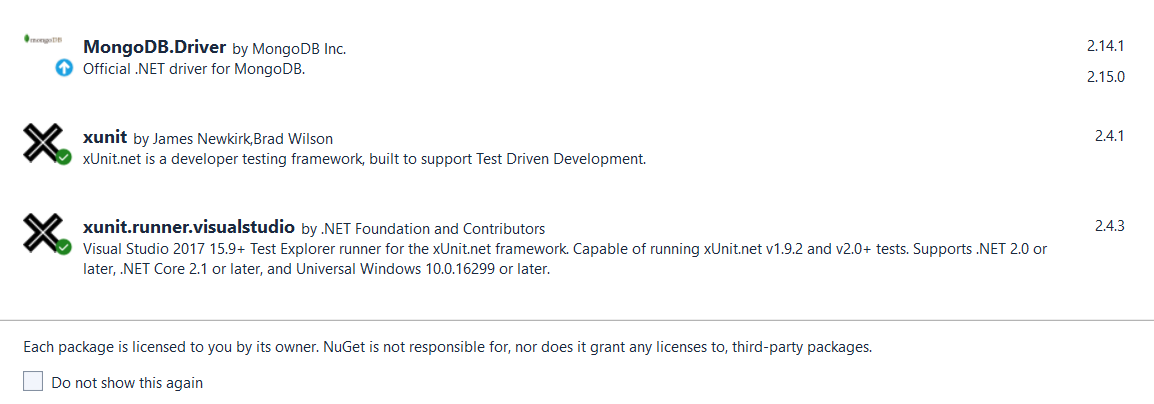 mongoDB
MongoDB.Driver by MongoDB Inc.
2.14.1
Official .NET driver for MongoDB.
2.15.0
xunit by James Newkirk,Brad Wilson
2.4.1
xUnit.net is a developer testing framework, built to support Test Driven Development.
xunit.runner.visualstudio by .NET Foundation and Contributors
2.4.3
Visual Studio 2017 15.9+ Test Explorer runner for the xUnit.net framework. Capable of running xUnit.net v1.9.2 and v2.0+ tests. Supports .NET 2.0 or
later, .NET Core 2.1 or later, and Universal Windows 10.0.16299 or later.
Each package is licensed to you by its owner. NuGet is not responsible for, nor does it grant any licenses to, third-party packages.
Do not show this again